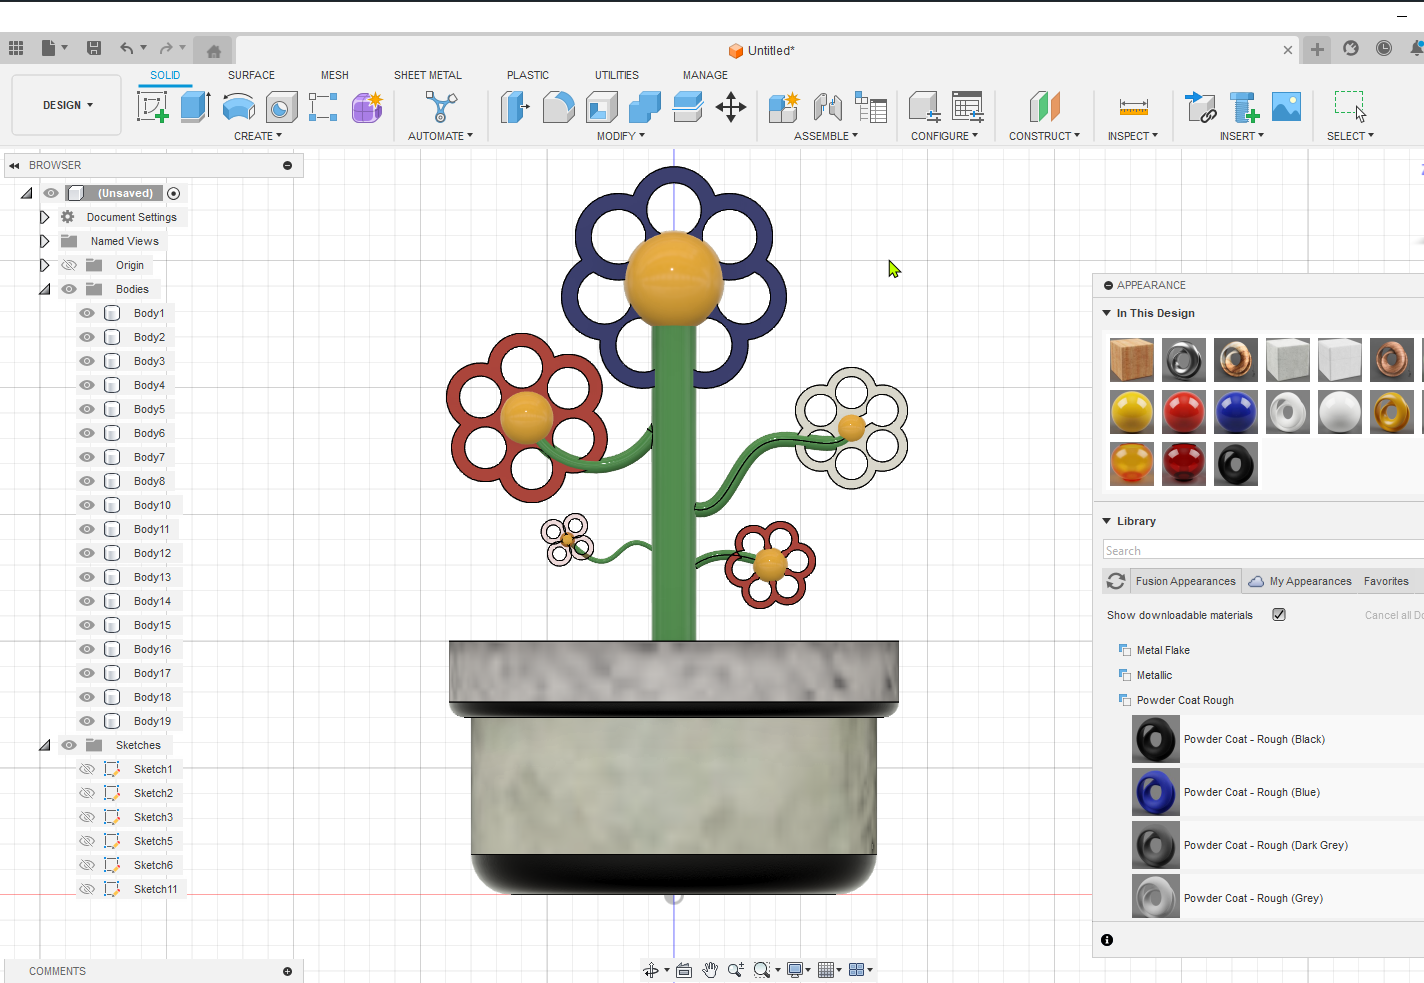 Untitled*
SOLID SURFACE MESH SHEET METAL PLASTIC UTILITIES MANAGE
DESIGN
CREATE AUTOMATE MODIFY ASSEMBLE CONFIGURE CONSTRUCT INSPECT INSERT SELECT
BROWSER
(Unsaved)
Document Settings
Named Views
Origin
Bodies
Body1
Body2
Body3
Body4
Body5
Body6
Body7
Body8
Body10
Body11
Body12
Body13
Body14
Body15
Body16
Body17
Body18
Body19
Sketches
Sketch1
Sketch2
Sketch3
Sketch5
Sketch6
Sketch11
COMMENTS
APPEARANCE
In This Design
Library
Search
Fusion Appearances My Appearances Favorites
Show downloadable materials Cancel all Do
Metal Flake
Metallic
Powder Coat Rough
Powder Coat - Rough (Black)
Powder Coat - Rough (Blue)
Powder Coat - Rough (Dark Grey)
Powder Coat - Rough (Grey)